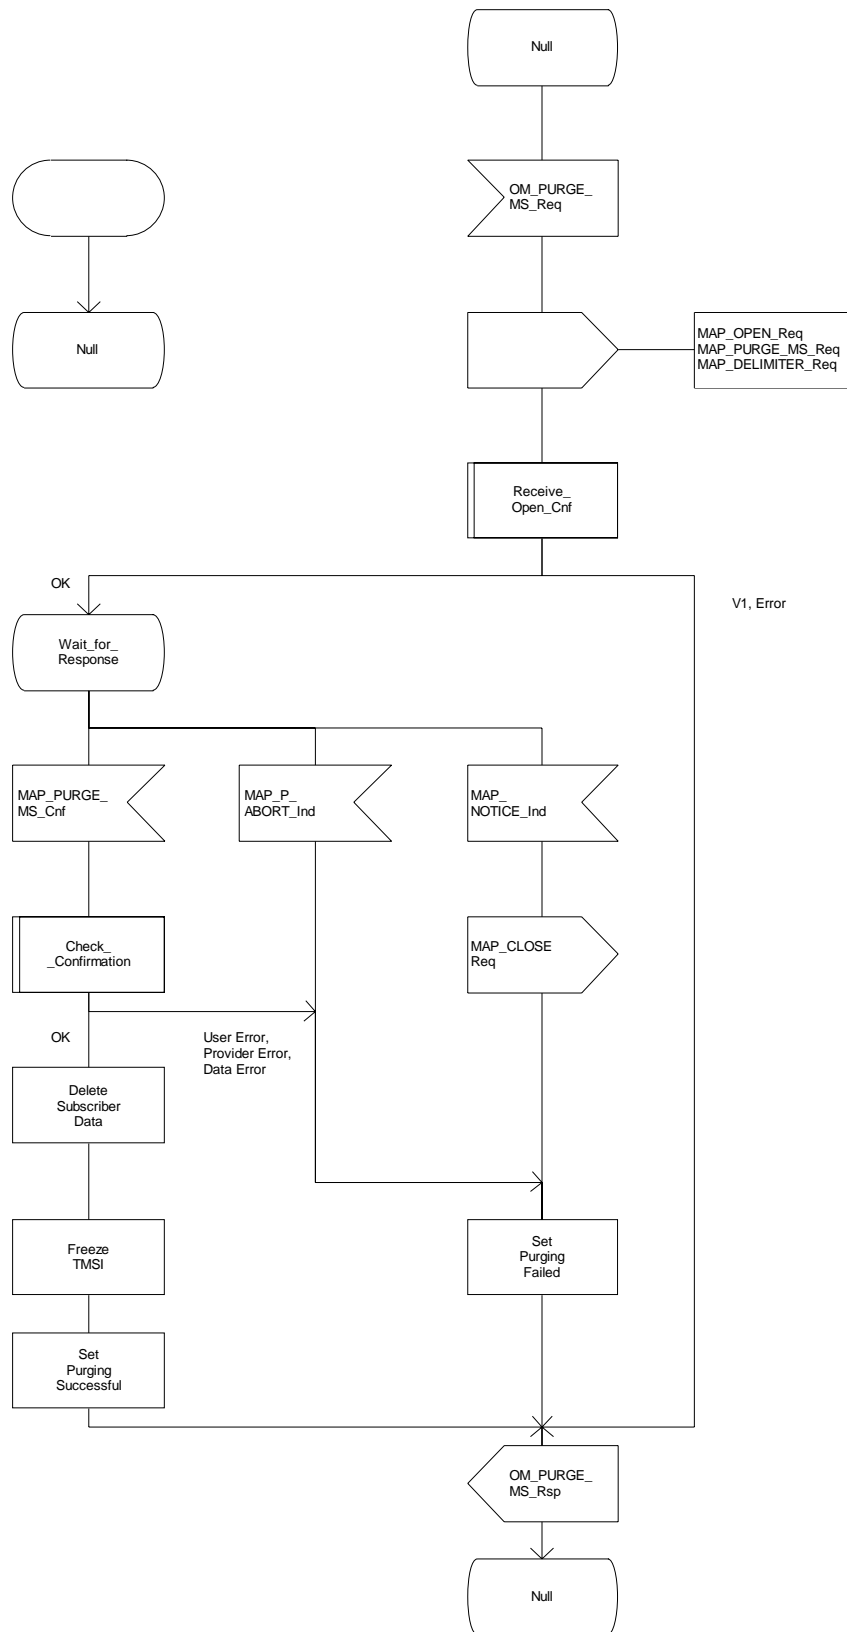 Null
OM_PURGE_
MS_Req
Null
MAP_OPEN_Req
MAP_PURGE_MS_Req
MAP_DELIMITER_Req
Receive_
Open_Cnf
OK
V1, Error
Wait_for_
Response
MAP_PURGE_
MS_Cnf
MAP_P_
ABORT_Ind
MAP_
NOTICE_Ind
Check_
_Confirmation
MAP_CLOSE
Req
OK
User Error,
Provider Error,
Data Error
Delete
Subscriber
Data
Freeze
TMSI
Set
Purging
Failed
Set
Purging
Successful
OM_PURGE_
MS_Rsp
Null